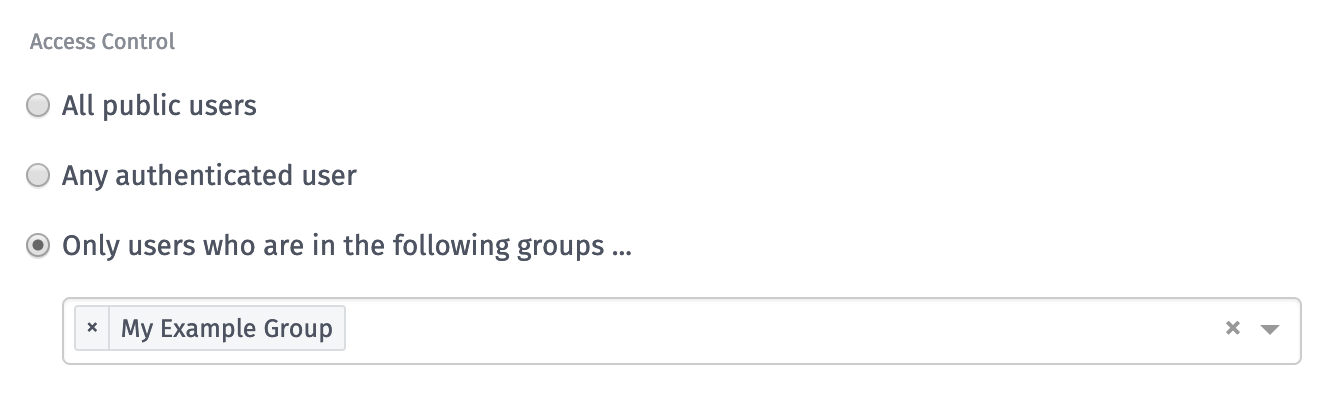 Access Control
All public users
Any authenticated user
Only users who are in the following groups ...
× My Example Group ×